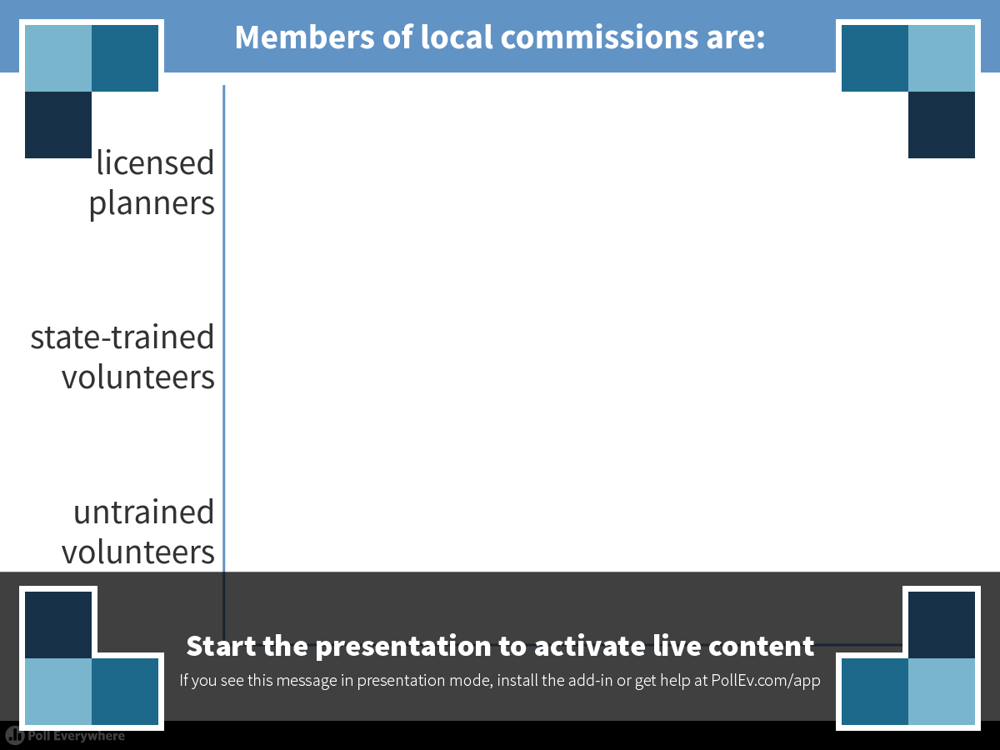 Members of local commissions are:
licensed
planners
state-trained
volunteers
untrained
volunteers
Start the presentation to activate live content
If you see this message in presentation mode, install the add-in or get help at PollEv.com/app
Poll Everywhere